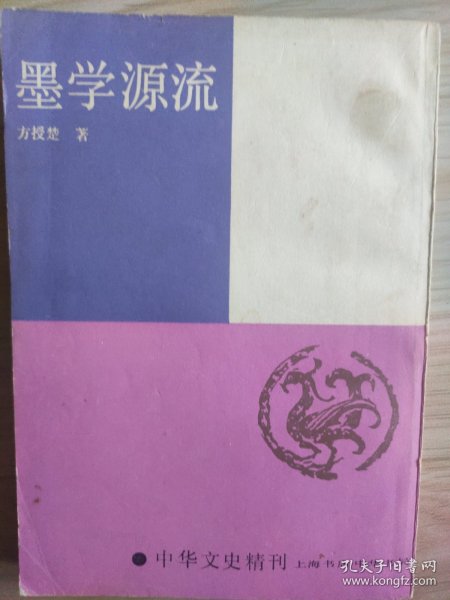 墨学源流
方授楚 著
● 中华文史精刊 上海书店
孔夫子旧书网
kongfz.com